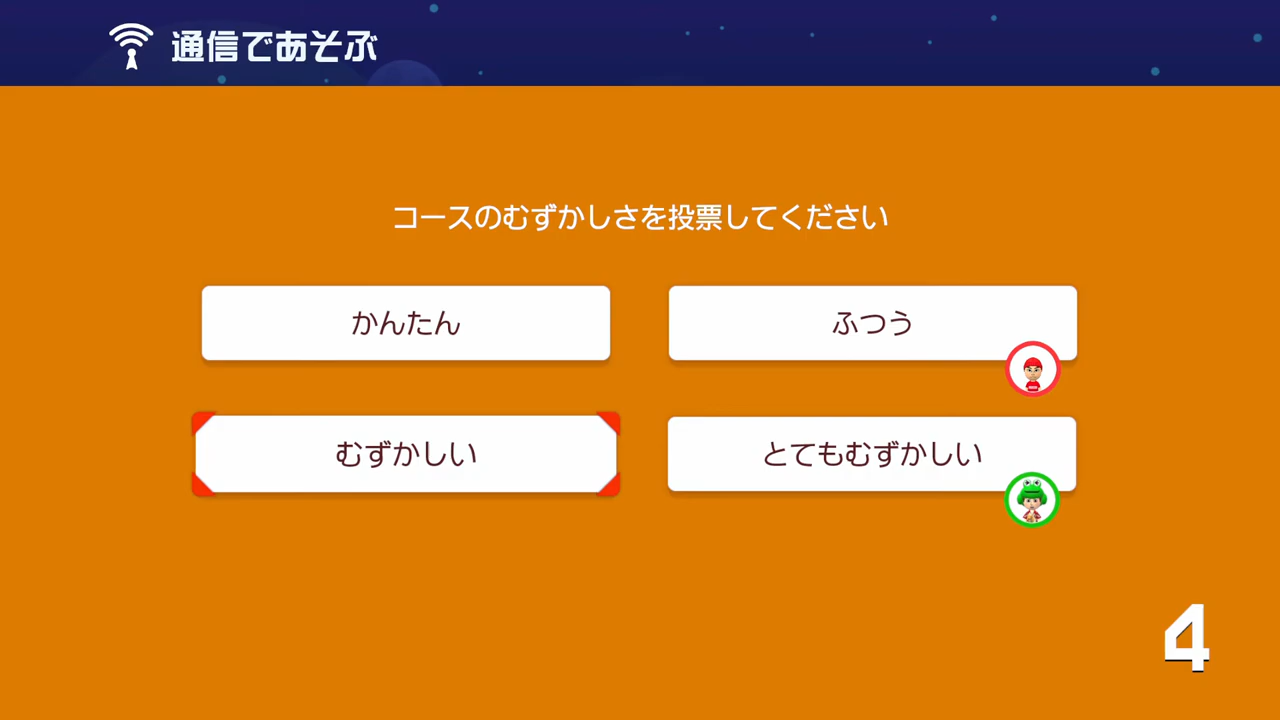 通信であそぶ
コースのむずかしさを投票してください
かんたん
ふつう
むずかしい
とてもむずかしい
4